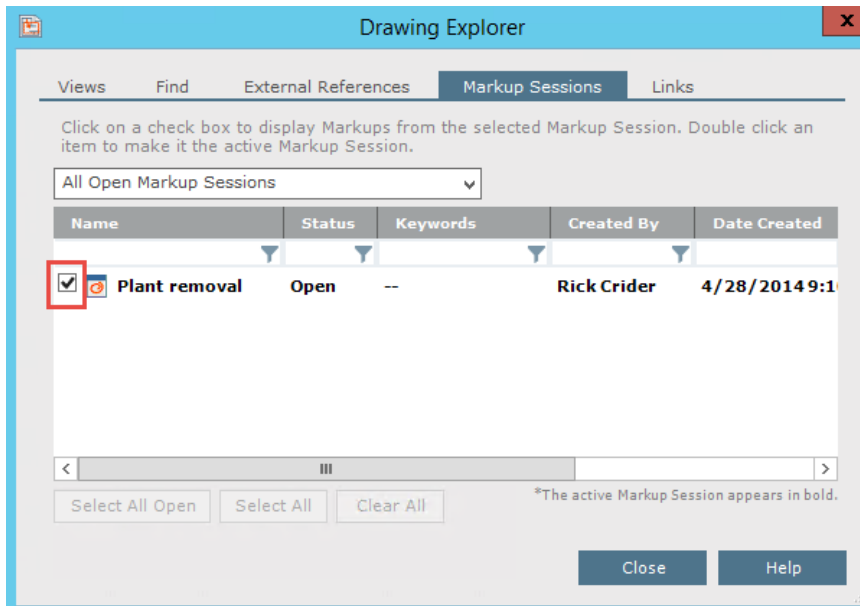 Drawing Explorer
x
Views Find External References Markup Sessions Links
Click on a check box to display Markups from the selected Markup Session. Double click an
item to make it the active Markup Session.
All Open Markup Sessions
Name Status Keywords Created By Date Created
Plant removal Open -- Rick Crider 4/28/2014 9:1
Select All Open Select All Clear All *The active Markup Session appears in bold.
Close Help